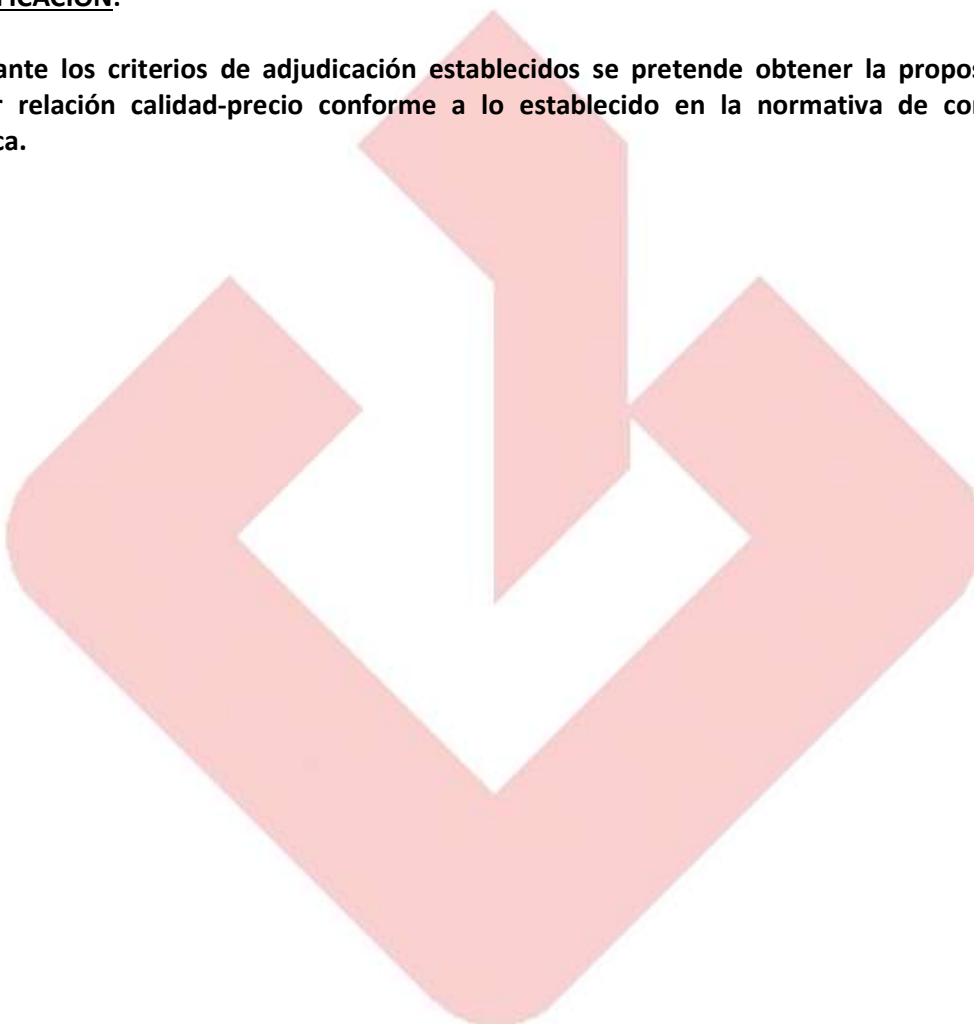 IFICACIÓN:
ante los criterios de adjudicación establecidos se pretende obtener la propos
r relación calidad-precio conforme a lo establecido en la normativa de co
ca.